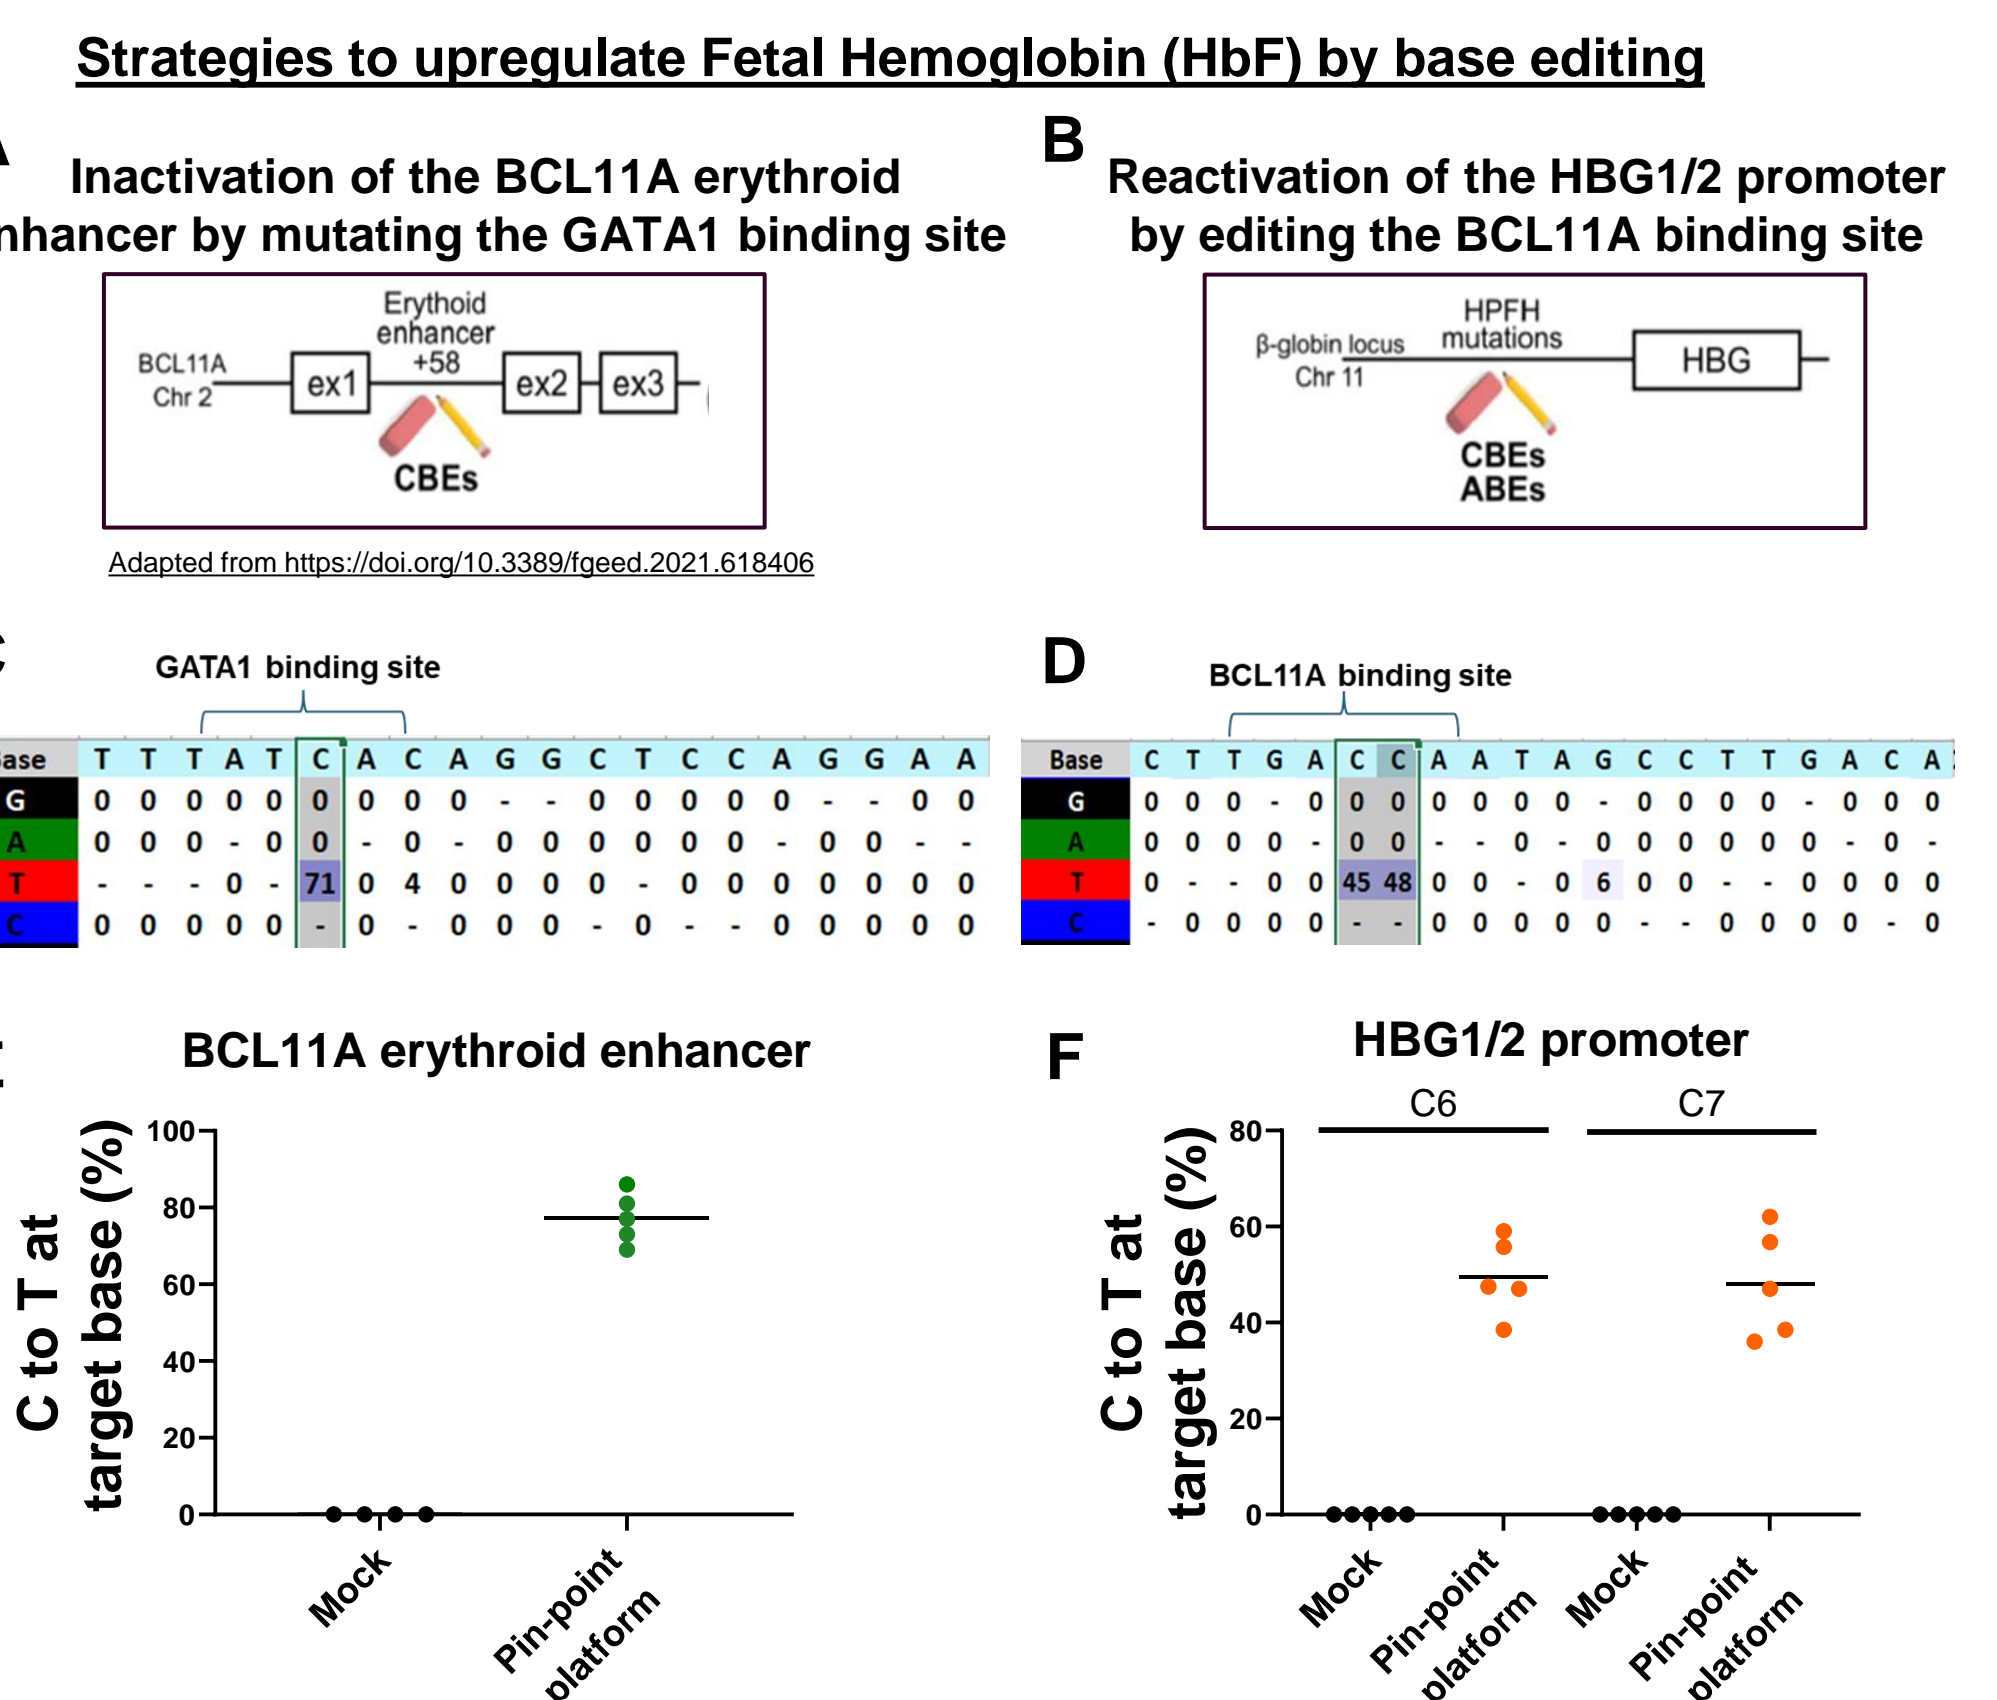 Strategies to upregulate Fetal Hemoglobin (HbF) by base editing
B
Inactivation of the BCL11A erythroid
nhancer by mutating the GATA1 binding site
Reactivation of the HBG1/2 promoter
by editing the BCL11A binding site
Erythoid
enhancer
+58
BCL11A
Chr 2
ex1
ex2
ex3
CBEs
HPFH
mutations
β-globin locus
Chr 11
HBG
CBEs
ABEs
Adapted from https://doi.org/10.3389/fgeed.2021.618406
GATA1 binding site
ase T T T A T C A C A G G C T C C A G G A A
G 0 0 0 0 0 0 0 0 0 - - 0 0 0 0 0 - - 0 0
A 0 0 0 - 0 0 - 0 - 0 0 0 0 0 0 - 0 0 - -
T - - - 0 - 71 0 4 0 0 0 0 - 0 0 0 0 0 0 0
C 0 0 0 0 0 - 0 - 0 0 0 - 0 - - 0 0 0 0 0
D
BCL11A binding site
Base C T T G A C C A A T A G C C T T G A C A
G 0 0 0 - 0 0 0 0 0 0 0 - 0 0 0 0 - 0 0 0
A 0 0 0 0 - 0 0 - - 0 - 0 0 0 0 0 0 - 0 -
T 0 - - 0 0 45 48 0 0 - 0 6 0 0 - - 0 0 0 0
C - 0 0 0 0 - - 0 0 0 0 0 - - 0 0 0 0 - 0
BCL11A erythroid enhancer
C to T at
target base (%)
100
80
60
40
20
0
Mock
Pin-point
platform
F
HBG1/2 promoter
C6
C7
C to T at
target base (%)
80
60
40
20
0
Mock
Pin-point
platform
Mock
Pin-point
platform